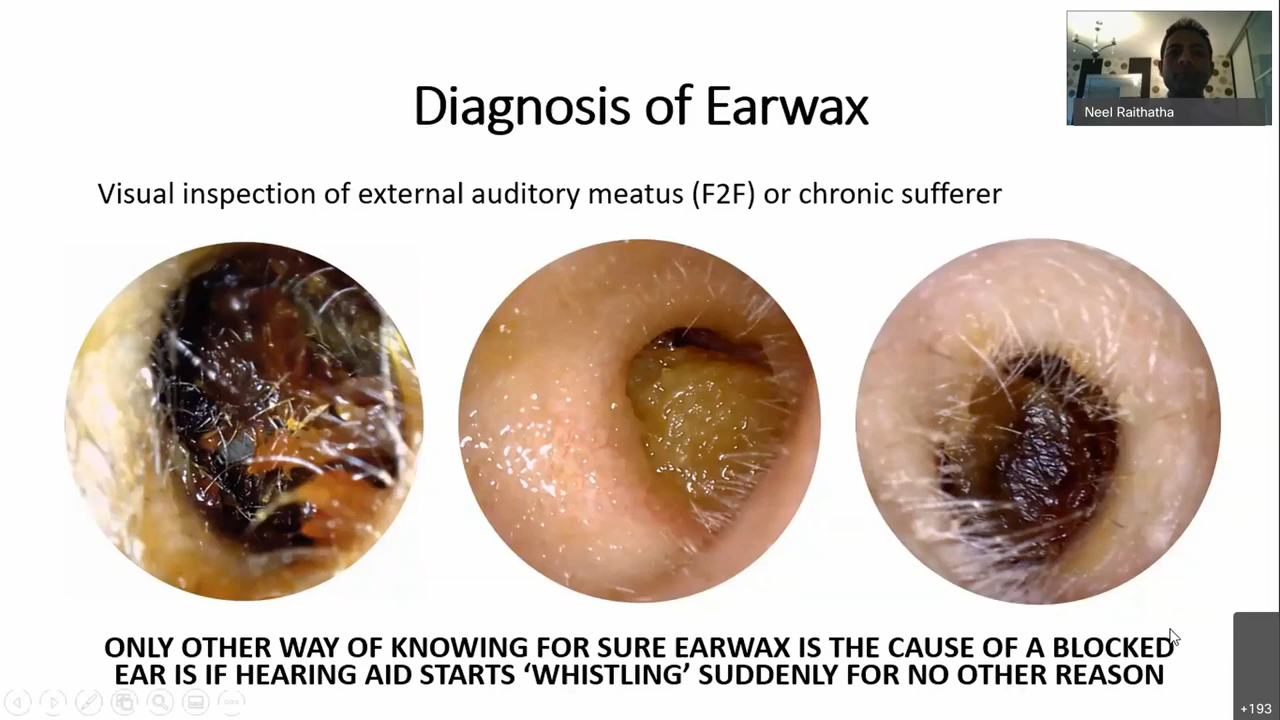 Neel Raithatha
Diagnosis of Earwax
Visual inspection of external auditory meatus (F2F) or chronic sufferer
ONLY OTHER WAY OF KNOWING FOR SURE EARWAX IS THE CAUSE OF A BLOCKED
EAR IS IF HEARING AID STARTS ‘WHISTLING’ SUDDENLY FOR NO OTHER REASON
+193